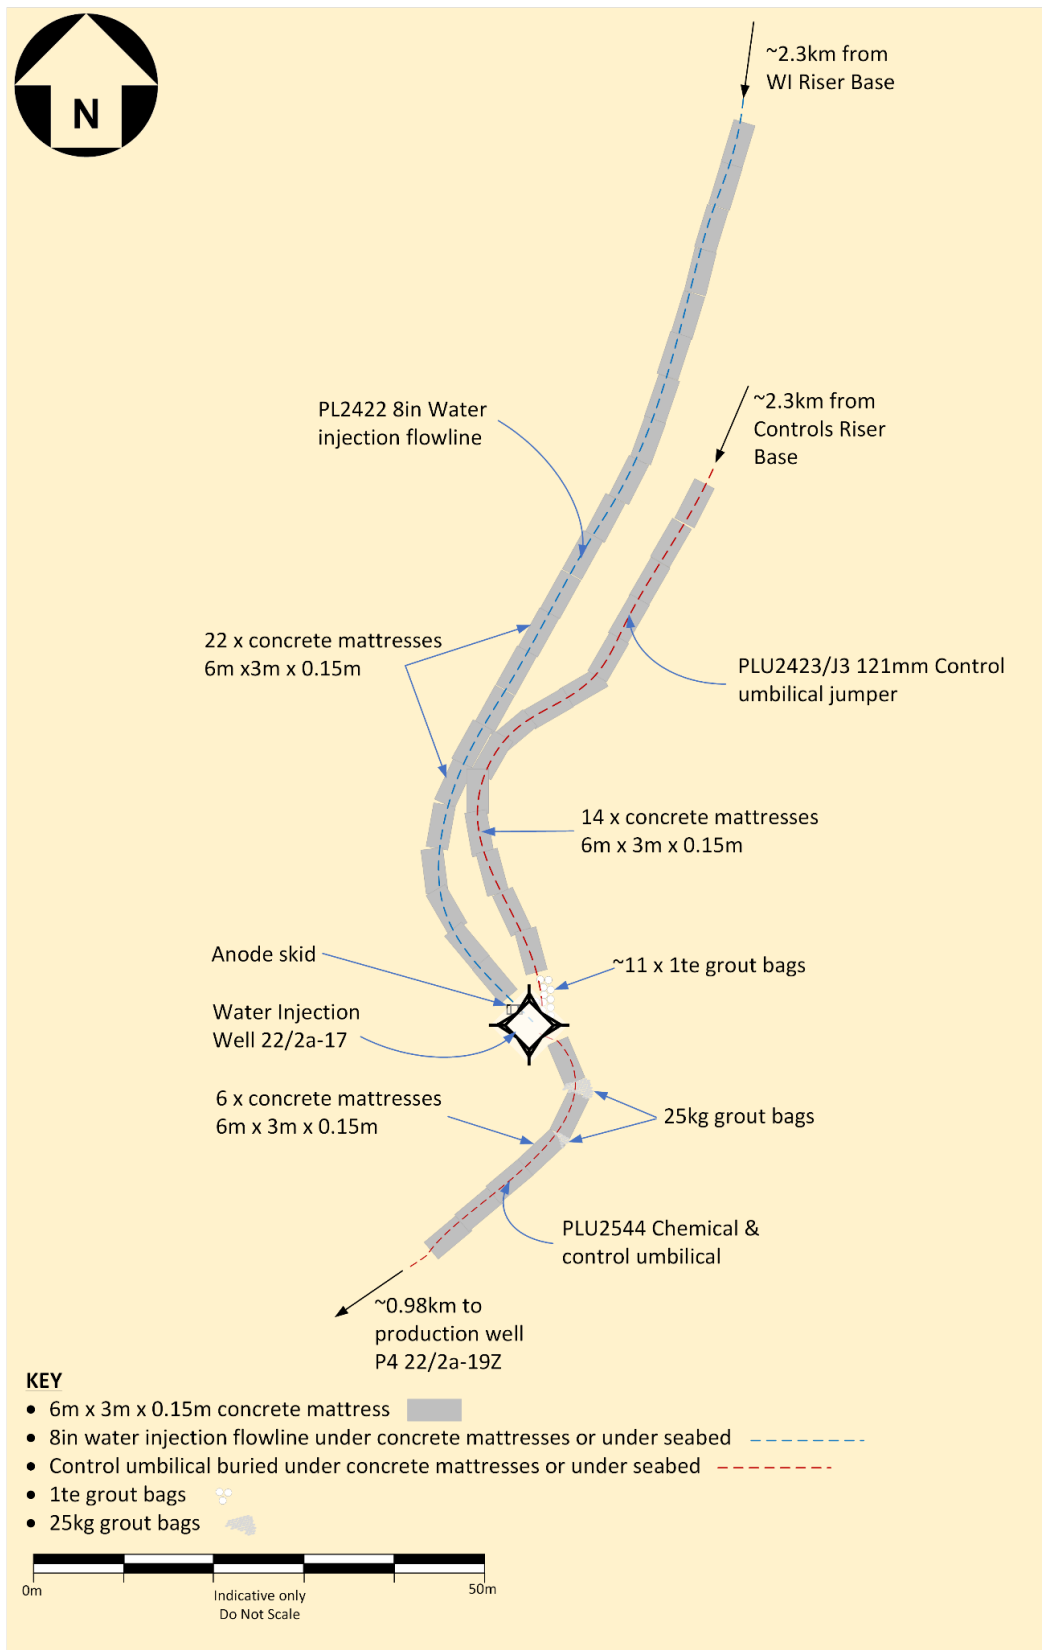 N
~2.3km from
WI Riser Base
~2.3km from
Controls Riser
Base
PL2422 8in Water
injection flowline
22 x concrete mattresses
6m x3m x 0.15m
PLU2423/J3 121mm Control
umbilical jumper
14 x concrete mattresses
6m x 3m x 0.15m
Anode skid
~11 x 1te grout bags
Water Injection
Well 22/2a-17
6 x concrete mattresses
6m x 3m x 0.15m
25kg grout bags
PLU2544 Chemical &
control umbilical
~0.98km to
production well
P4 22/2a-19Z
KEY
• 6m x 3m x 0.15m concrete mattress
• 8in water injection flowline under concrete mattresses or under seabed
• Control umbilical buried under concrete mattresses or under seabed
• 1te grout bags
• 25kg grout bags
0m
50m
Indicative only
Do Not Scale